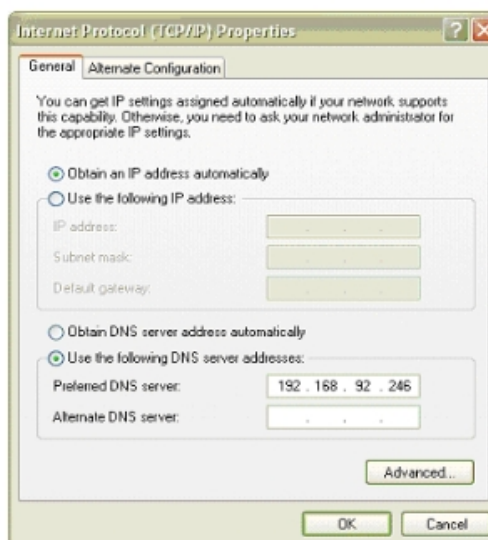 Internet Protocol (TCP/IP) Properties
General
Alternate Configuration
You can get IP settings assigned automatically if your network supports
this capability. Otherwise, you need to ask your network administrator for
the appropriate IP settings.
Obtain an IP address automatically
Use the following IP address:
IP address:
Subnet mask:
Default gateway:
Obtain DNS server address automatically
Use the following DNS server addresses:
Preferred DNS server: 192 . 168 . 92 . 246
Alternate DNS server:
Advanced...
OK Cancel